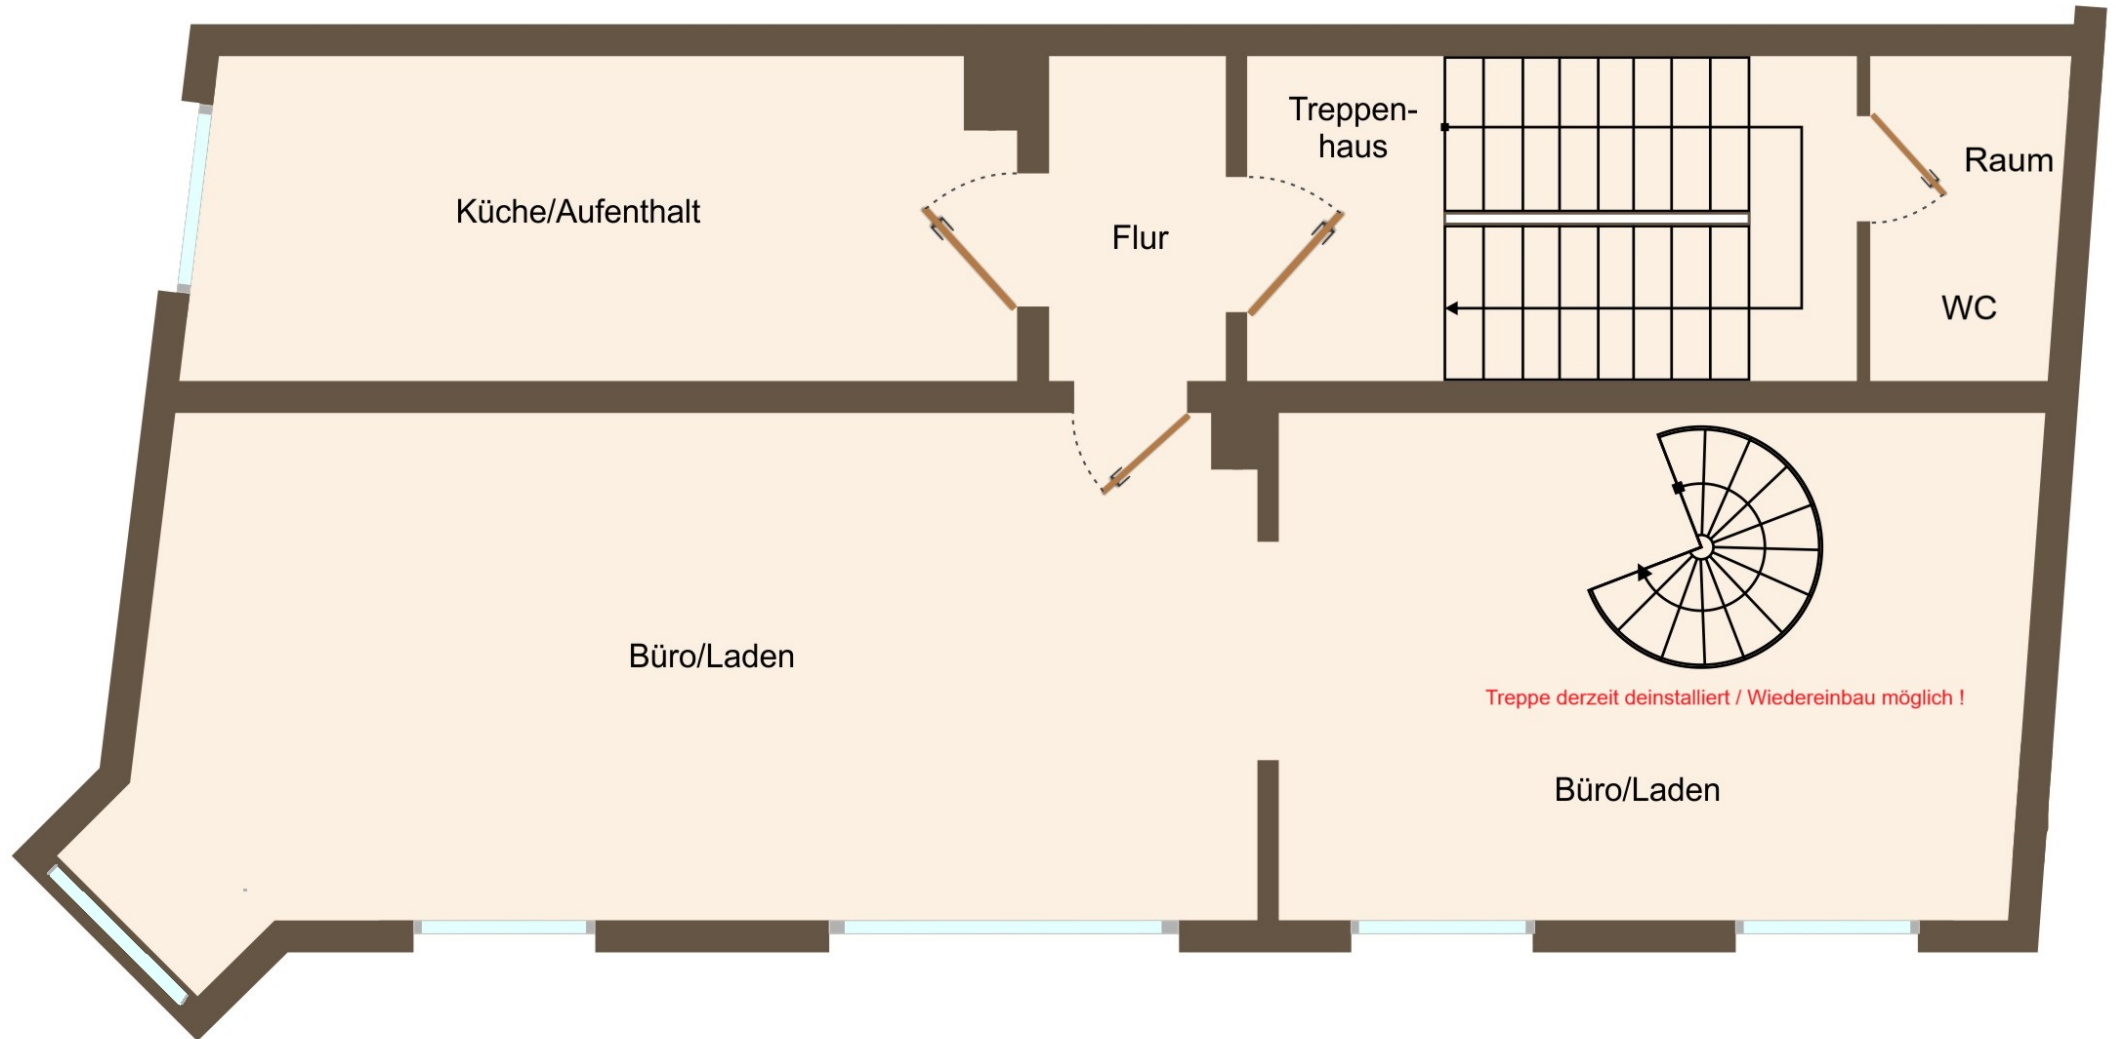 Treppen-
haus
Raum
Küche/Aufenthalt
Flur
WC
Büro/Laden
Treppe derzeit deinstalliert / Wiedereinbau möglich !
Büro/Laden